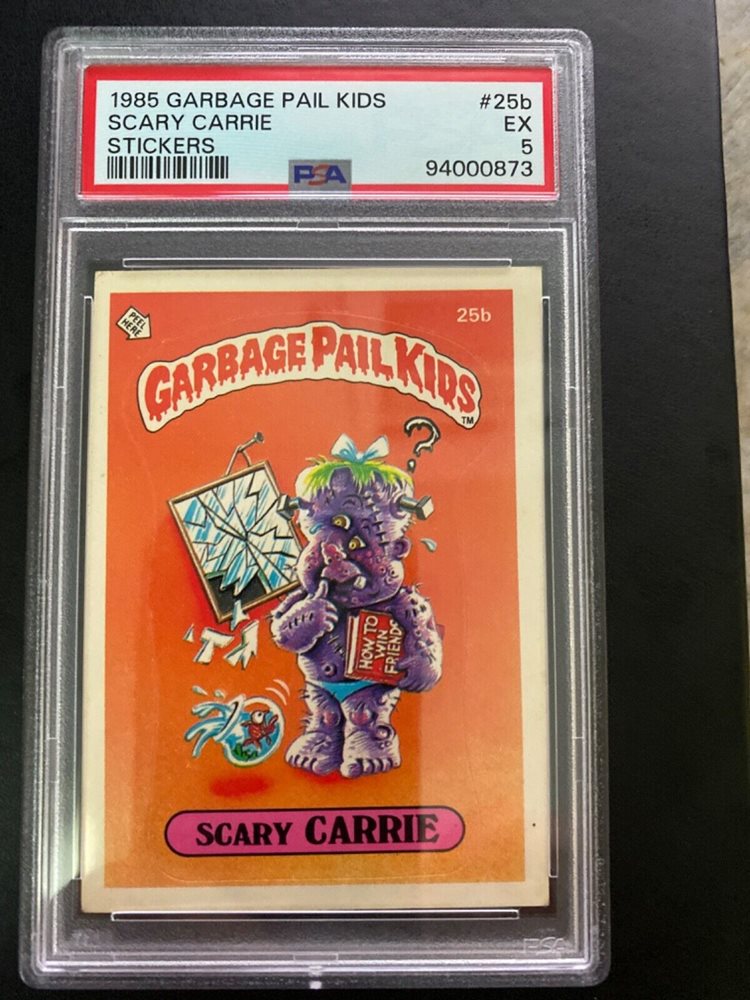 1985 GARBAGE PAIL KIDS #25b
SCARY CARRIE EX
STICKERS 5
PSA 94000873
PEEL
HERE
25b
GARBAGE PAIL KIDS
TM
?
HOW TO
WIN
FRIENDS
SCARY CARRIE
PSA